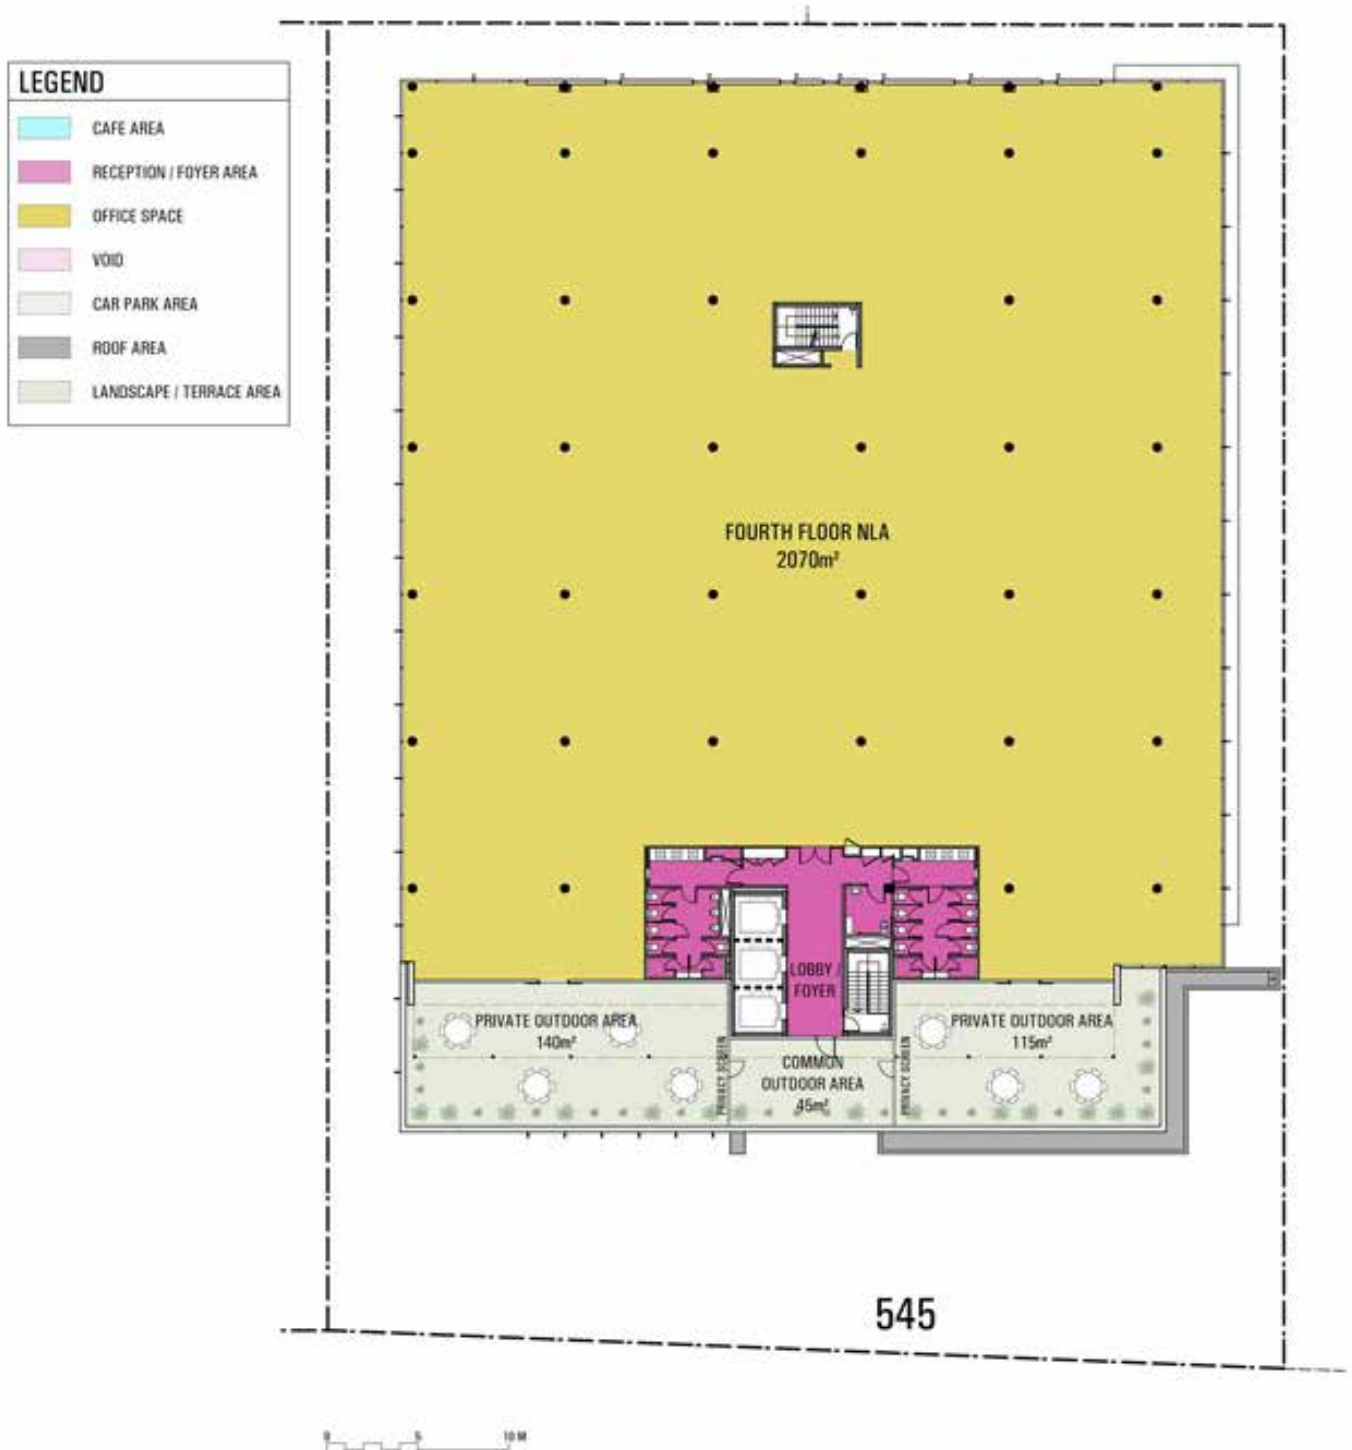 LEGEND
CAFE AREA
RECEPTION / FOYER AREA
OFFICE SPACE
VOID
CAR PARK AREA
ROOF AREA
LANDSCAPE / TERRACE AREA
FOURTH FLOOR NLA
2070m²
LOBBY /
FOYER
PRIVATE OUTDOOR AREA
140m²
PRIVACY SCREEN
COMMON
OUTDOOR AREA
45m²
PRIVACY SCREEN
PRIVATE OUTDOOR AREA
115m²
545
0 5 10 M